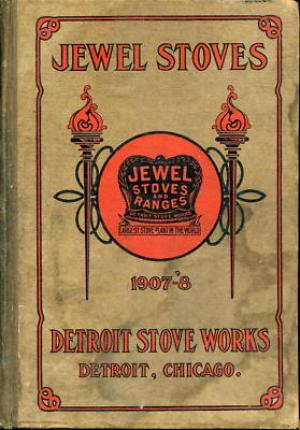 JEWEL STOVES
JEWEL
STOVES
AND
RANGES
DETROIT STOVE WORKS
LARGEST STOVE PLANT IN THE WORLD
1907-'8
DETROIT STOVE WORKS
DETROIT, CHICAGO.